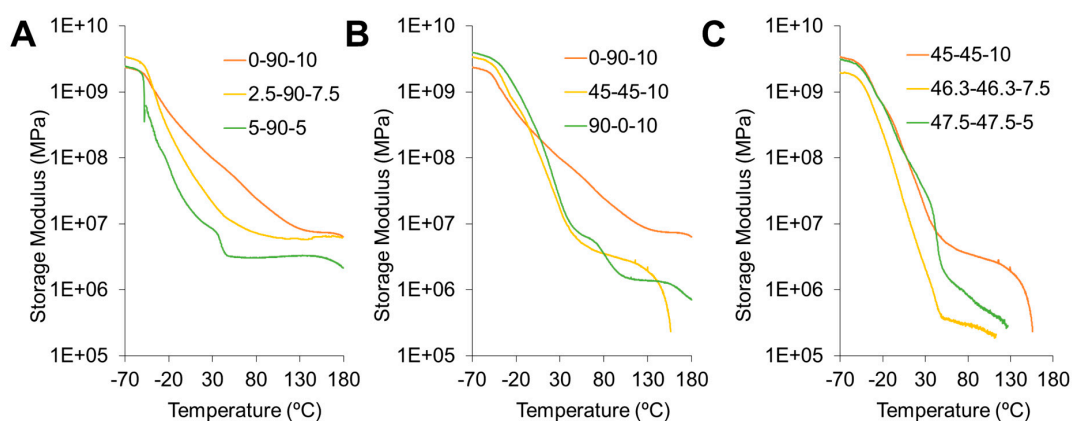 A
1E+10
1E+09
1E+08
1E+07
1E+06
1E+05
Storage Modulus (MPa)
0-90-10
2.5-90-7.5
5-90-5
-70 -20 30 80 130 180
Temperature (ºC)
B
1E+10
1E+09
1E+08
1E+07
1E+06
1E+05
Storage Modulus (MPa)
0-90-10
45-45-10
90-0-10
-70 -20 30 80 130 180
Temperature (ºC)
C
1E+10
1E+09
1E+08
1E+07
1E+06
1E+05
Storage Modulus (MPa)
45-45-10
46.3-46.3-7.5
47.5-47.5-5
-70 -20 30 80 130 180
Temperature (ºC)